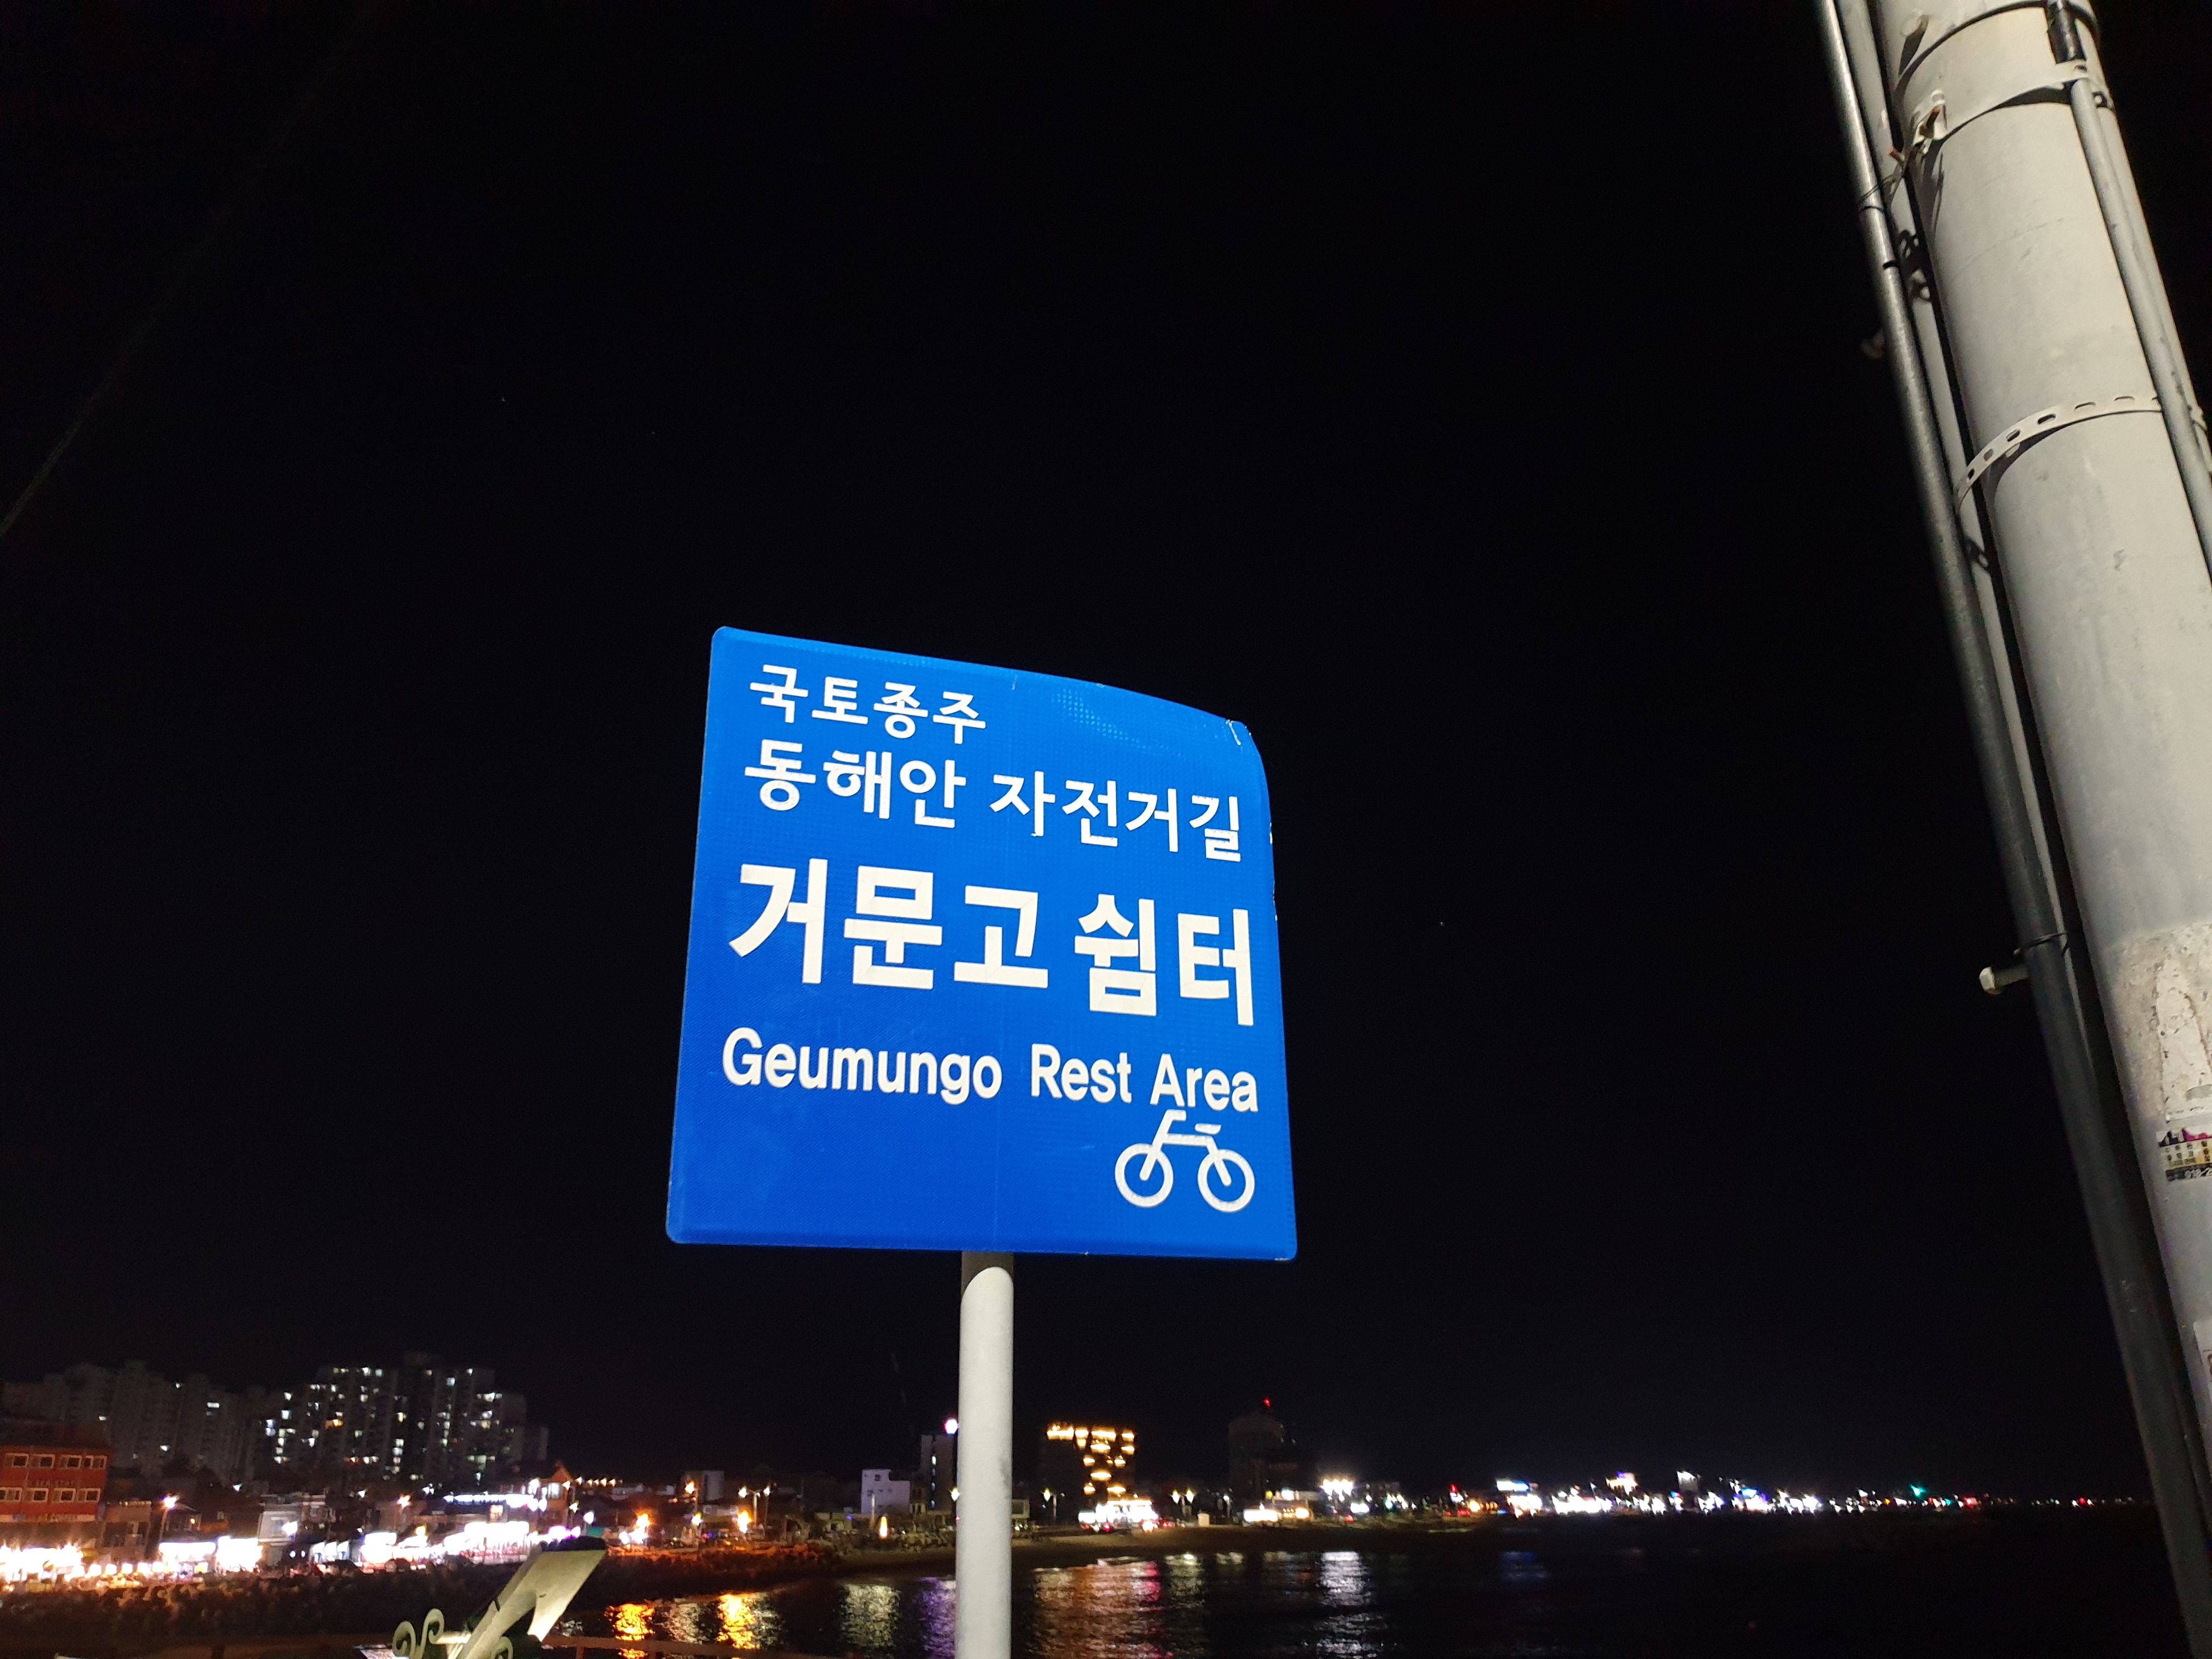 국토종주
동해안 자전거길
거문고 쉼터
Geumungo Rest Area